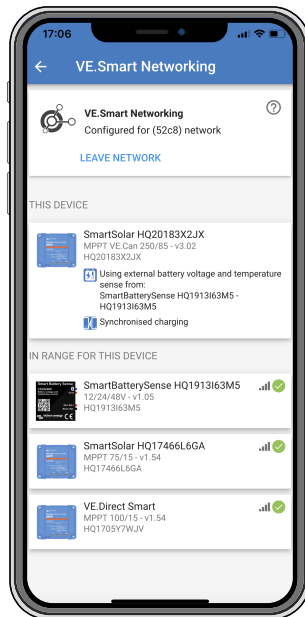 17:06
VE.Smart Networking
VE.Smart Networking
Configured for (52c8) network
LEAVE NETWORK
THIS DEVICE
SmartSolar HQ20183X2JX
MPPT VE.Can 250/85 - v3.02
HQ20183X2JX
Using external battery voltage and temperature
sense from:
SmartBatterySense HQ1913I63M5 -
HQ1913I63M5
Synchronised charging
IN RANGE FOR THIS DEVICE
Smart Battery Sense
SmartBatterySense HQ1913I63M5
12/24/48V - v1.05
HQ1913I63M5
SmartSolar HQ17466L6GA
MPPT 75/15 - v1.54
HQ17466L6GA
VE.Direct Smart
MPPT 100/15 - v1.54
HQ1705Y7WJV